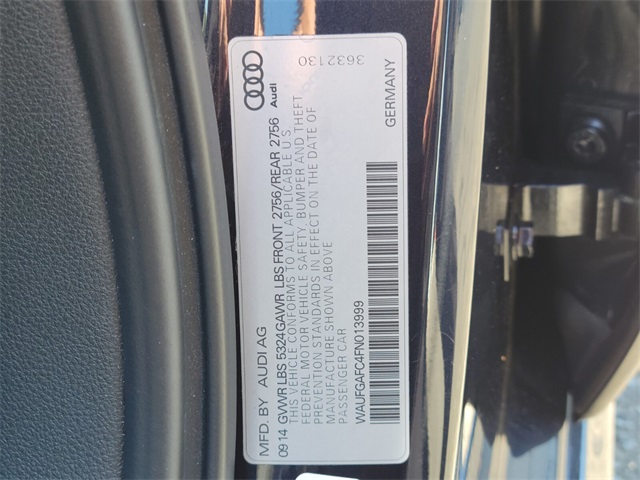 MFD. BY AUDI AG
0914 GVWR LBS 5324 GAWR LBS FRONT 2756/REAR 2756
THIS VEHICLE CONFORMS TO ALL APPLICABLE U.S.
FEDERAL MOTOR VEHICLE SAFETY, BUMPER AND THEFT
PREVENTION STANDARDS IN EFFECT ON THE DATE OF
MANUFACTURE SHOWN ABOVE
PASSENGER CAR
WAUFGAFC4FN013999
GERMANY
Audi
3632130